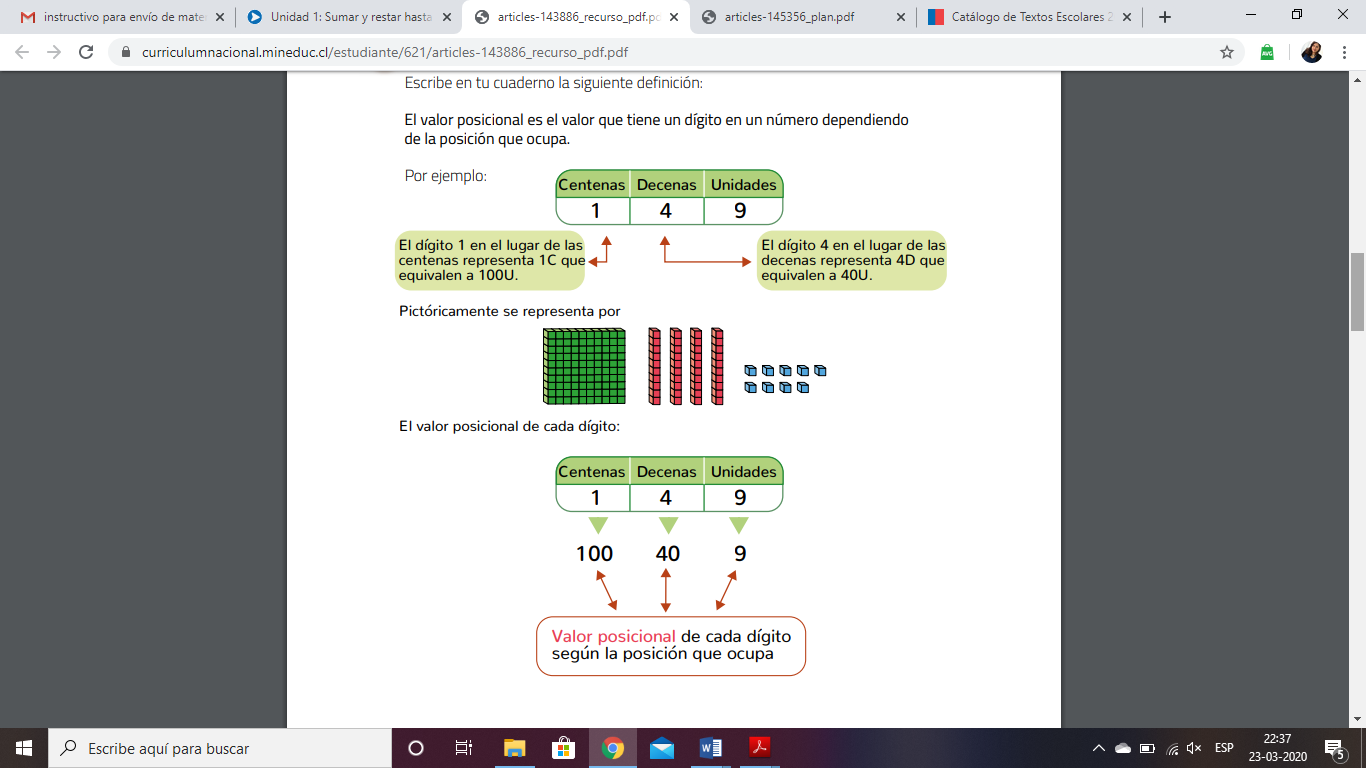 instructivo para envío de mater
Unidad 1: Sumar y restar hasta
articles-143886_recurso_pdf.pdf
articles-145356_plan.pdf
Catálogo de Textos Escolares 2
curriculumnacional.mineduc.cl/estudiante/621/articles-143886_recurso_pdf.pdf
AVG
Escribe en tu cuaderno la siguiente definición:
El valor posicional es el valor que tiene un dígito en un número dependiendo
de la posición que ocupa.
Por ejemplo:
Centenas Decenas Unidades
1 4 9
El dígito 1 en el lugar de las
centenas representa 1C que
equivalen a 100U.
El dígito 4 en el lugar de las
decenas representa 4D que
equivalen a 40U.
Pictóricamente se representa por
El valor posicional de cada dígito:
Centenas Decenas Unidades
1 4 9
100 40 9
Valor posicional de cada dígito
según la posición que ocupa
Escribe aquí para buscar
ESP
22:37
23-03-2020
5